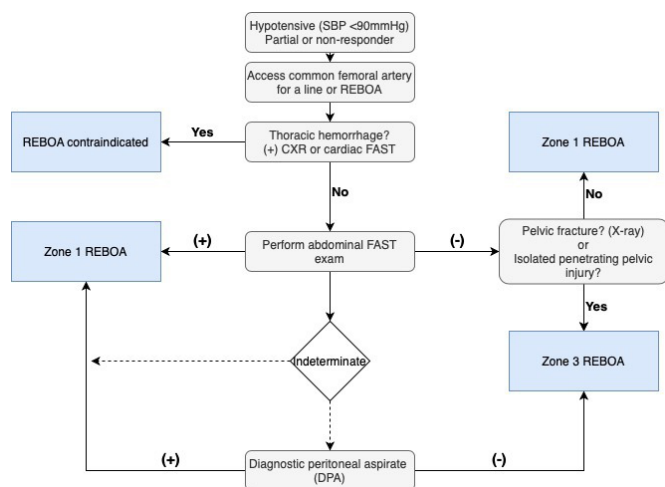 Hypotensive (SBP <90mmHg)
Partial or non-responder
Access common femoral artery
for a line or REBOA
Thoracic hemorrhage?
(+) CXR or cardiac FAST
Yes
REBOA contraindicated
No
Perform abdominal FAST
exam
(+)
Zone 1 REBOA
(-)
Pelvic fracture? (X-ray)
or
Isolated penetrating pelvic
injury?
No
Zone 1 REBOA
Yes
Zone 3 REBOA
Indeterminate
Diagnostic peritoneal aspirate
(DPA)
(+)
(-)